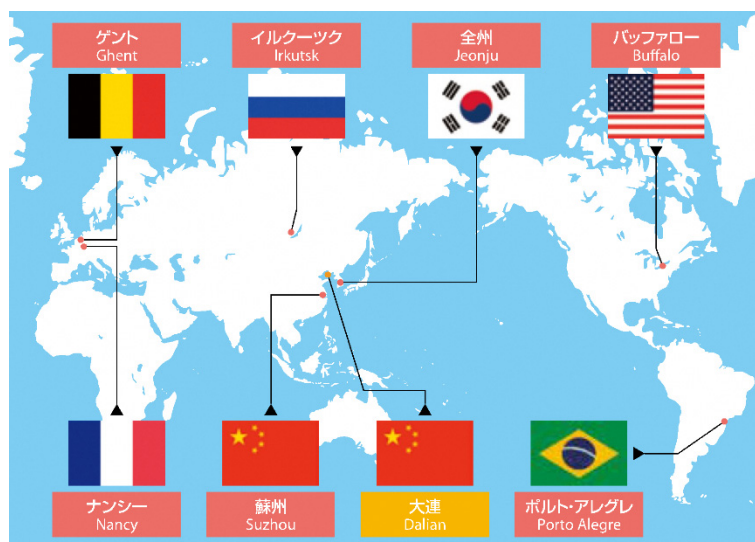 ゲント
Ghent
イルクーツク
Irkutsk
全州
Jeonju
バッファロー
Buffalo
ナンシー
Nancy
蘇州
Suzhou
大連
Dalian
ポルト・アレグレ
Porto Alegre